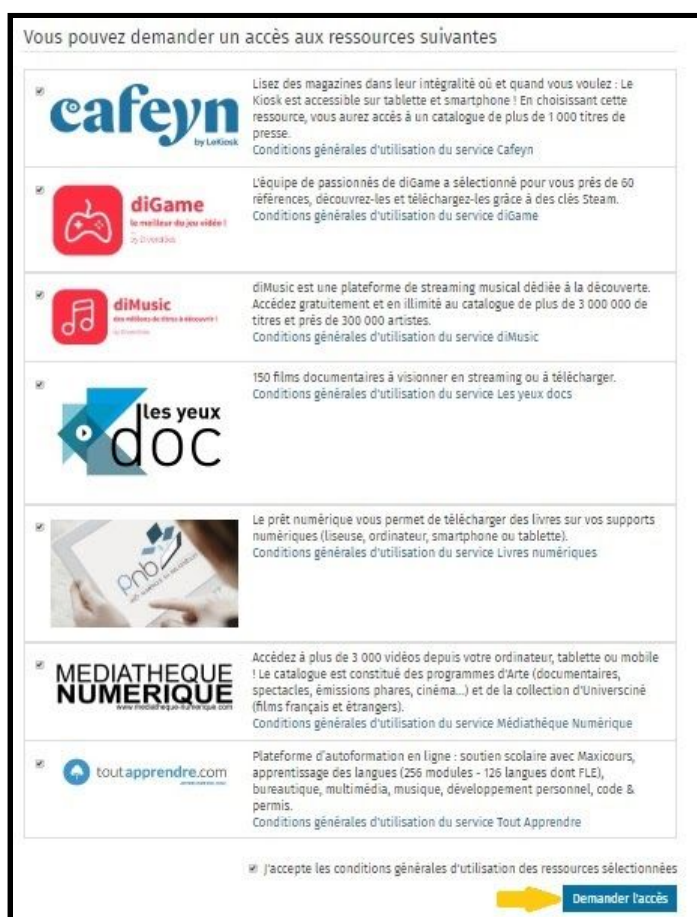 Vous pouvez demander un accès aux ressources suivantes
cafeyn
by LeKiosk
Lisez des magazines dans leur intégralité où et quand vous voulez : Le
Kiosk est accessible sur tablette et smartphone ! En choisissant cette
ressource, vous aurez accès à un catalogue de plus de 1 000 titres de
presse.
Conditions générales d'utilisation du service Cafeyn
diGame
le meilleur du jeu vidéo !
by Divercities
L'équipe de passionnés de diGame a sélectionné pour vous près de 60
références, découvrez-les et téléchargez-les grâce à des clés Steam.
Conditions générales d'utilisation du service diGame
diMusic
des millions de titres à découvrir !
by Divercities
diMusic est une plateforme de streaming musical dédiée à la découverte.
Accédez gratuitement et en illimité au catalogue de plus de 3 000 000 de
titres et près de 300 000 artistes.
Conditions générales d'utilisation du service diMusic
les yeux
doc
150 films documentaires à visionner en streaming ou à télécharger.
Conditions générales d'utilisation du service Les yeux docs
pnb
Le prêt numérique vous permet de télécharger des livres sur vos supports
numériques (liseuse, ordinateur, smartphone ou tablette).
Conditions générales d'utilisation du service Livres numériques
MEDIATHEQUE
NUMERIQUE
www.mediatheque-numerique.com
Accédez à plus de 3 000 vidéos depuis votre ordinateur, tablette ou mobile
! Le catalogue est constitué des programmes d'Arte (documentaires,
spectacles, émissions phares, cinéma...) et de la collection d'Universciné
(films français et étrangers).
Conditions générales d'utilisation du service Médiathèque Numérique
toutapprendre.com
Plateforme d'autoformation en ligne : soutien scolaire avec Maxicours,
apprentissage des langues (256 modules - 126 langues dont FLE),
bureautique, multimédia, musique, développement personnel, code &
permis.
Conditions générales d'utilisation du service Tout Apprendre
J'accepte les conditions générales d'utilisation des ressources sélectionnées
Demander l'accès